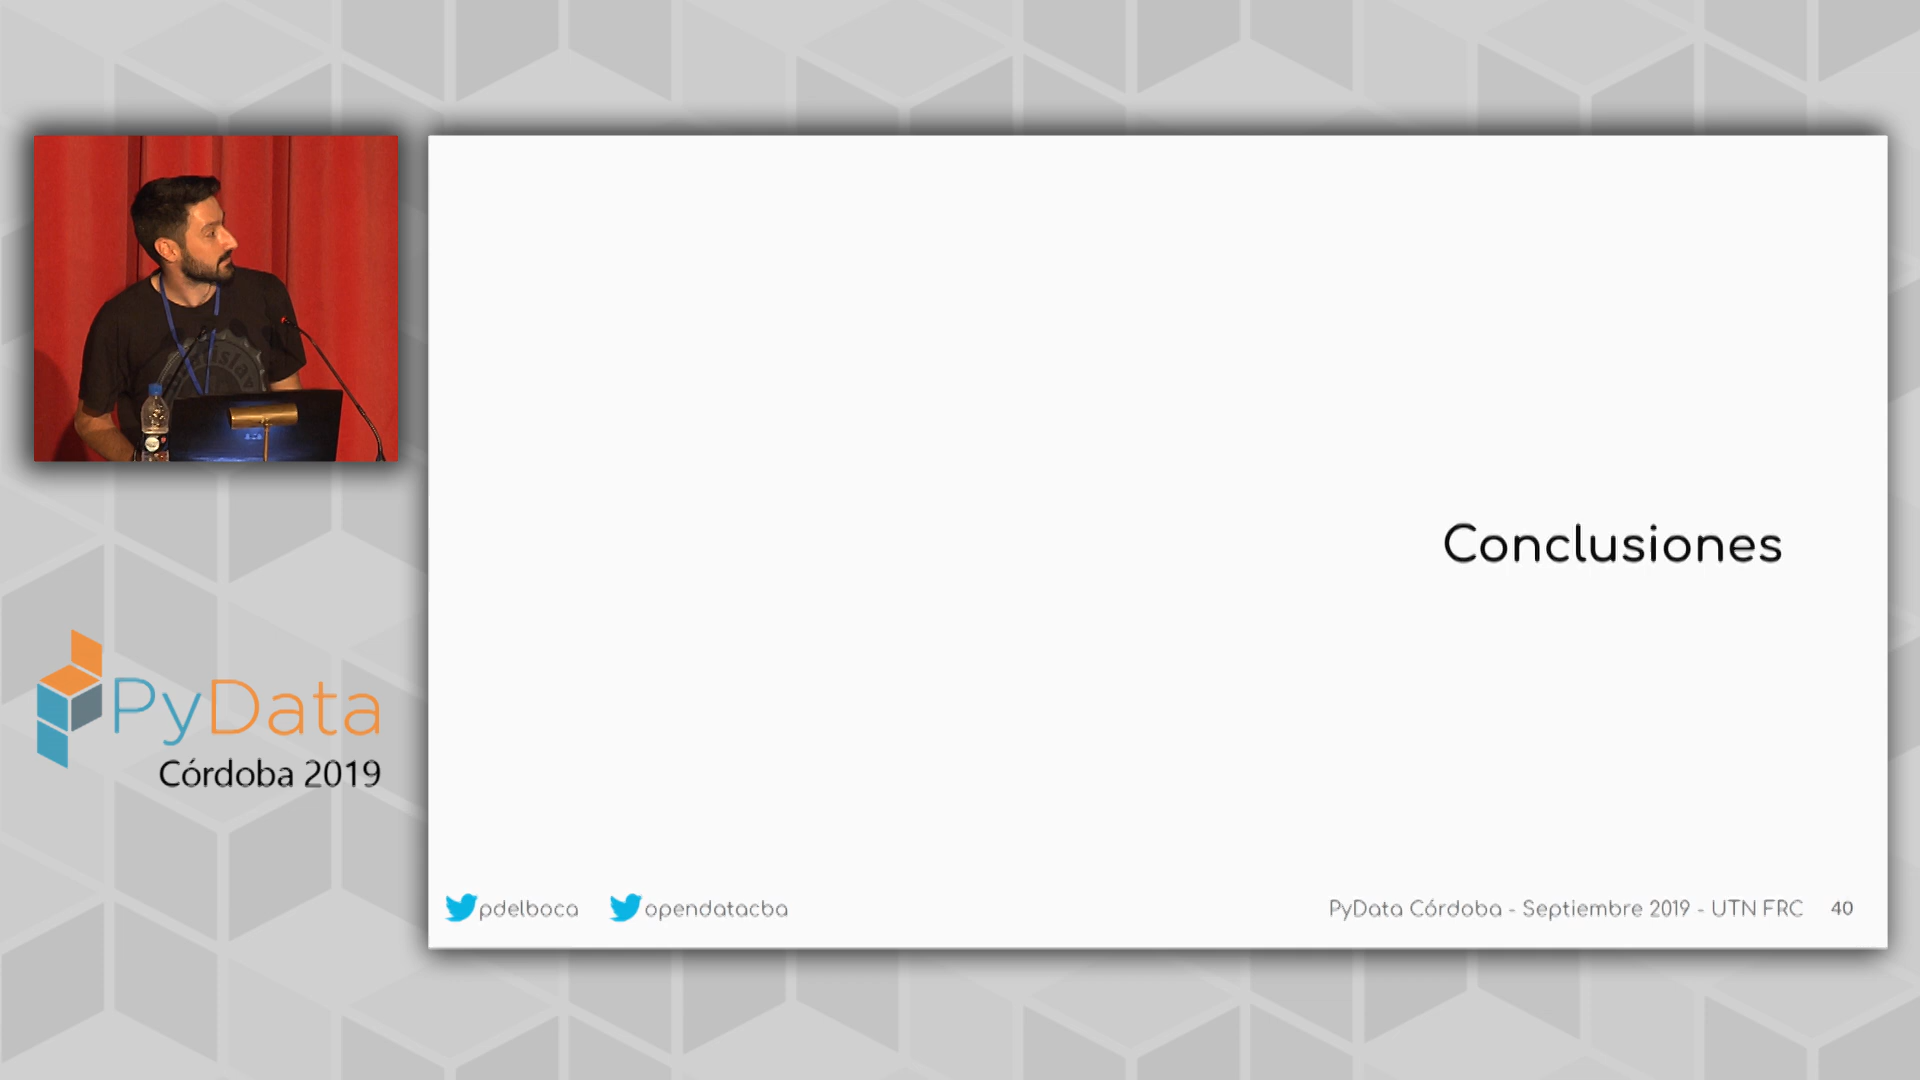 Conclusiones
PyData
Córdoba 2019
pdelboca opendatacba PyData Córdoba - Septiembre 2019 - UTN FRC 40